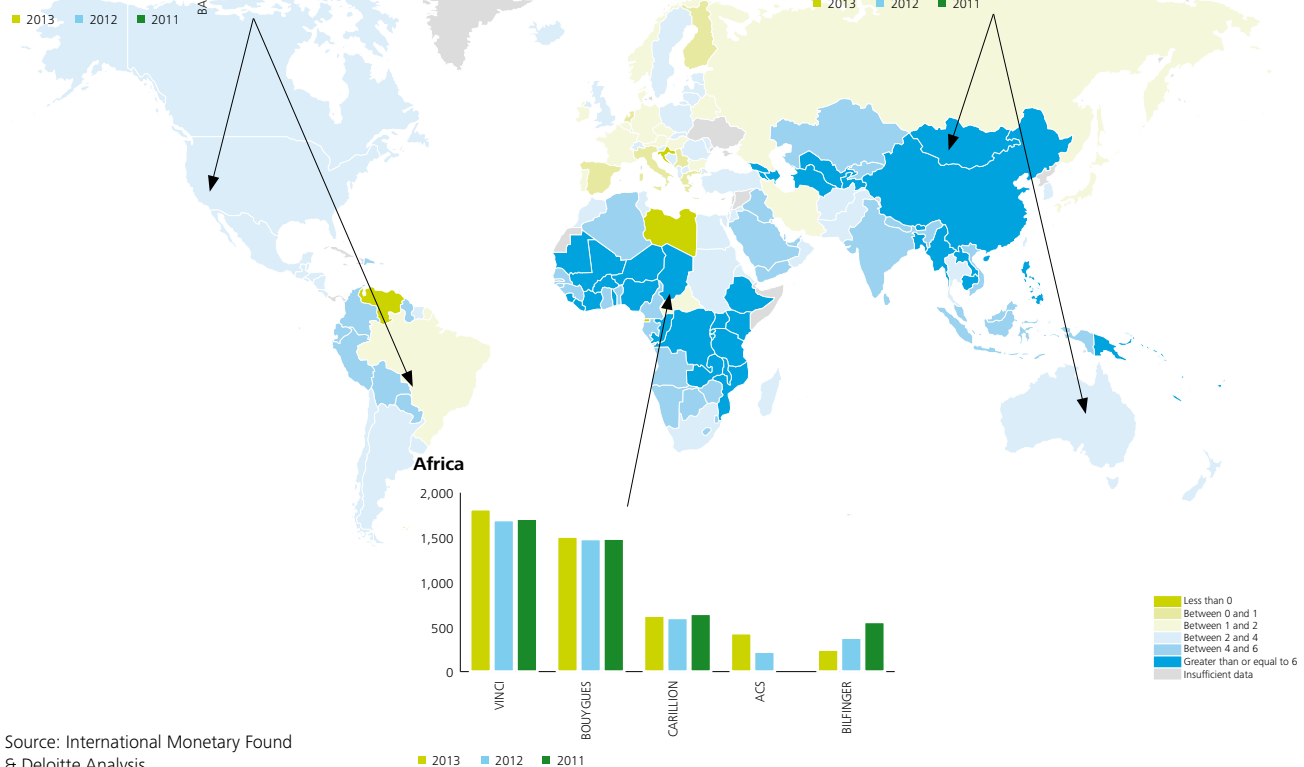 BA
2013 2012 2011
2013 2012 2011
Africa
2,000
1,500
1,000
500
0
VINCI
BOUYGUES
CARILLION
ACS
BILFINGER
2013 2012 2011
Less than 0
Between 0 and 1
Between 1 and 2
Between 2 and 4
Between 4 and 6
Greater than or equal to 6
Insufficient data
Source: International Monetary Found
& Deloitte Analysis